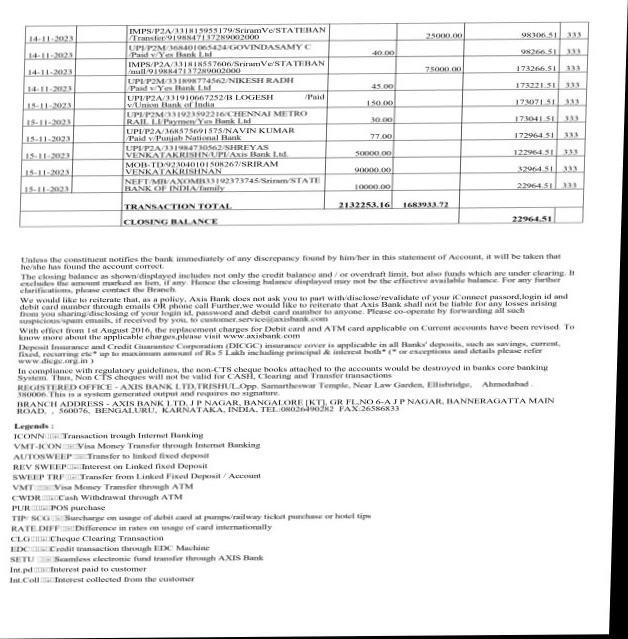 14-11-2023 IMPS/P2A/331815955179/SriramVe/STATEBAN 25000.00 98306.51 333
/Transfer/9198847137289002000
14-11-2023 UPI/P2M/368401065424/GOVINDASAMY C 40.00 98266.51 333
/Paid v/Yes Bank Ltd
14-11-2023 IMPS/P2A/331818557606/SriramVe/STATEBAN 75000.00 173266.51 333
/null/9198847137289002000
14-11-2023 UPI/P2M/331898774562/NIKESH RADH 45.00 173221.51 333
/Paid v/Yes Bank Ltd
15-11-2023 UPI/P2A/331910667252/B LOGESH /Paid 150.00 173071.51 333
v/Union Bank of India
15-11-2023 UPI/P2M/331923592216/CHENNAI METRO 30.00 173041.51 333
RAIL LI/Paymen/Yes Bank Ltd
15-11-2023 UPI/P2A/368575691575/NAVIN KUMAR 77.00 172964.51 333
/Paid v/Punjab National Bank
15-11-2023 UPI/P2A/331984730562/SHREYAS 50000.00 122964.51 333
VENKATAKRISHN/UPI/Axis Bank Ltd.
15-11-2023 MOB-TD/923040101508267/SRIRAM 90000.00 32964.51 333
VENKATAKRISHNAN
15-11-2023 NEFT/MB/AXOMB33192373745/Sriram/STATE 10000.00 22964.51 333
BANK OF INDIA/family
TRANSACTION TOTAL 2132253.16 1683933.72
CLOSING BALANCE 22964.51
Unless the constituent notifies the bank immediately of any discrepancy found by him/her in this statement of Account, it will be taken that
he/she has found the account correct.
The closing balance as shown/displayed includes not only the credit balance and / or overdraft limit, but also funds which are under clearing. It
excludes the amount marked as lien, if any. Hence the closing balance displayed may not be the effective available balance. For any further
clarifications, please contact the Branch.
We would like to reiterate that, as a policy, Axis Bank does not ask you to part with/disclose/revalidate of your iConnect passord,login id and
debit card number through emails OR phone call Further,we would like to reiterate that Axis Bank shall not be liable for any losses arising
from you sharing/disclosing of your login id, password and debit card number to anyone. Please co-operate by forwarding all such
suspicious/spam emails, if received by you, to customer.service@axisbank.com
With effect from 1st August 2016, the replacement charges for Debit card and ATM card applicable on Current accounts have been revised. To
know more about the applicable charges,please visit www.axisbank.com
Deposit Insurance and Credit Guarantee Corporation (DICGC) insurance cover is applicable in all Banks' deposits, such as savings, current,
fixed, recurring etc* up to maximum amount of Rs 5 Lakh including principal & interest both* (* or exceptions and details please refer
www.dicgc.org.in )
In compliance with regulatory guidelines, the non-CTS cheque books attached to the accounts would be destroyed in banks core banking
System. Thus, Non CTS cheques will not be valid for CASH, Clearing and Transfer transactions
REGISTERED OFFICE - AXIS BANK LTD,TRISHUL,Opp. Samartheswar Temple, Near Law Garden, Ellisbridge, Ahmedabad .
380006.This is a system generated output and requires no signature.
BRANCH ADDRESS - AXIS BANK LTD, J P NAGAR, BANGALORE [KT], GR FL,NO 6-A J P NAGAR, BANNERAGATTA MAIN
ROAD, , 560076, BENGALURU, KARNATAKA, INDIA, TEL:08026490282 FAX:26586833
Legends :
ICONN Transaction trough Internet Banking
VMT-ICON Visa Money Transfer through Internet Banking
AUTOSWEEP Transfer to linked fixed deposit
REV SWEEP Interest on Linked fixed Deposit
SWEEP TRF Transfer from Linked Fixed Deposit / Account
VMT Visa Money Transfer through ATM
CWDR Cash Withdrawal through ATM
PUR POS purchase
TIP/ SCG Surcharge on usage of debit card at pumps/railway ticket purchase or hotel tips
RATE.DIFF Difference in rates on usage of card internationally
CLG Cheque Clearing Transaction
EDC Credit transaction through EDC Machine
SETU Seamless electronic fund transfer through AXIS Bank
Int.pd Interest paid to customer
Int.Coll Interest collected from the customer